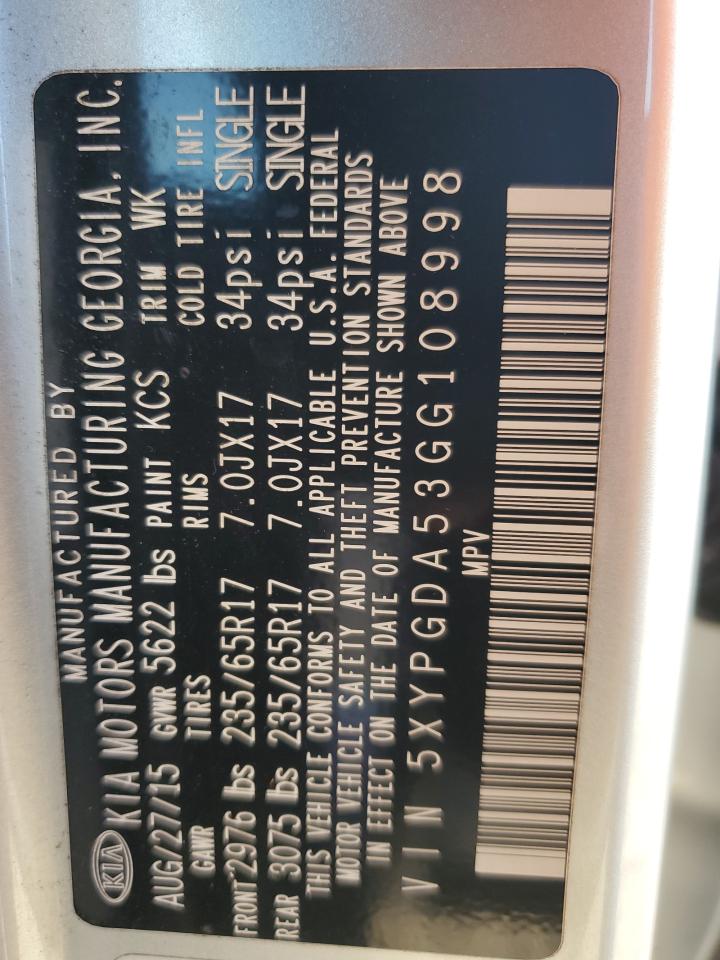 MANUFACTURED BY
KIA KIA MOTORS MANUFACTURING GEORGIA, INC.
AUG/27/15 GWWR 5622 lbs PAINT KCS TRIM WK
GAWR TIRES RIMS COLD TIRE INFL
FRONT 2976 lbs 235/65R17 7.0JX17 34psi SINGLE
REAR 3075 lbs 235/65R17 7.0JX17 34psi SINGLE
THIS VEHICLE CONFORMS TO ALL APPLICABLE U.S.A. FEDERAL
MOTOR VEHICLE SAFETY AND THEFT PREVENTION STANDARDS
IN EFFECT ON THE DATE OF MANUFACTURE SHOWN ABOVE
VIN 5XYPGDA53GG108998
MPV